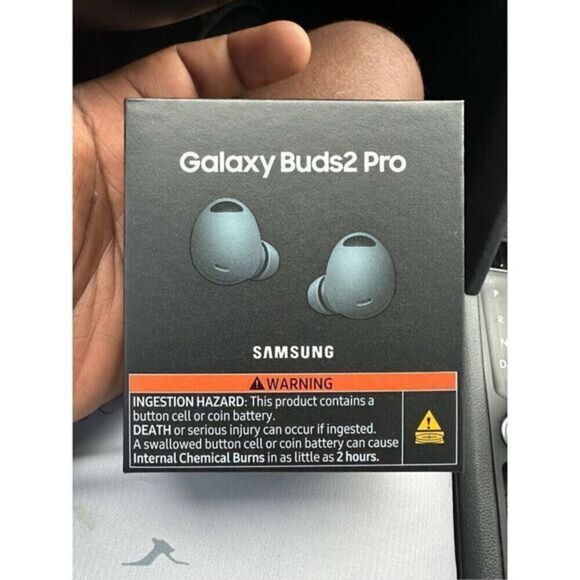 Galaxy Buds2 Pro
SAMSUNG
WARNING
INGESTION HAZARD: This product contains a
button cell or coin battery.
DEATH or serious injury can occur if ingested.
A swallowed button cell or coin battery can cause
Internal Chemical Burns in as little as 2 hours.
P
R
N
D